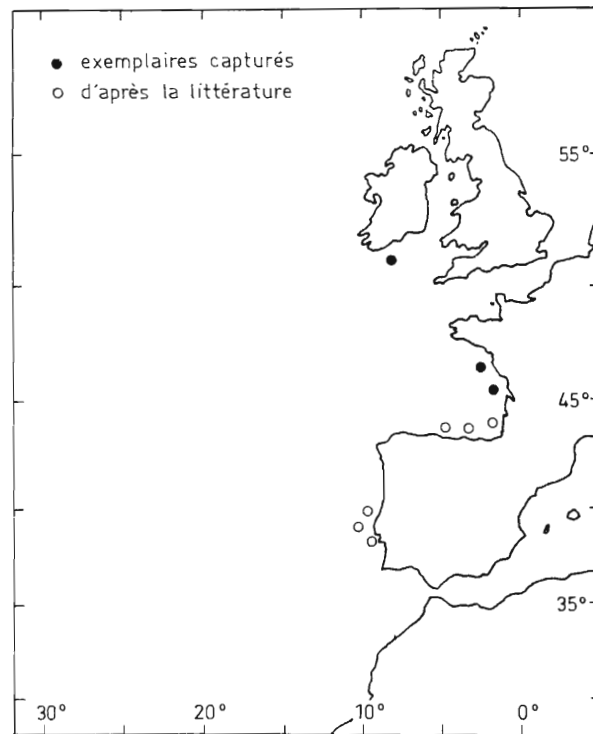 ● exemplaires capturés
○ d'après la littérature
55°
45°
35°
30° 20° 10° 0°